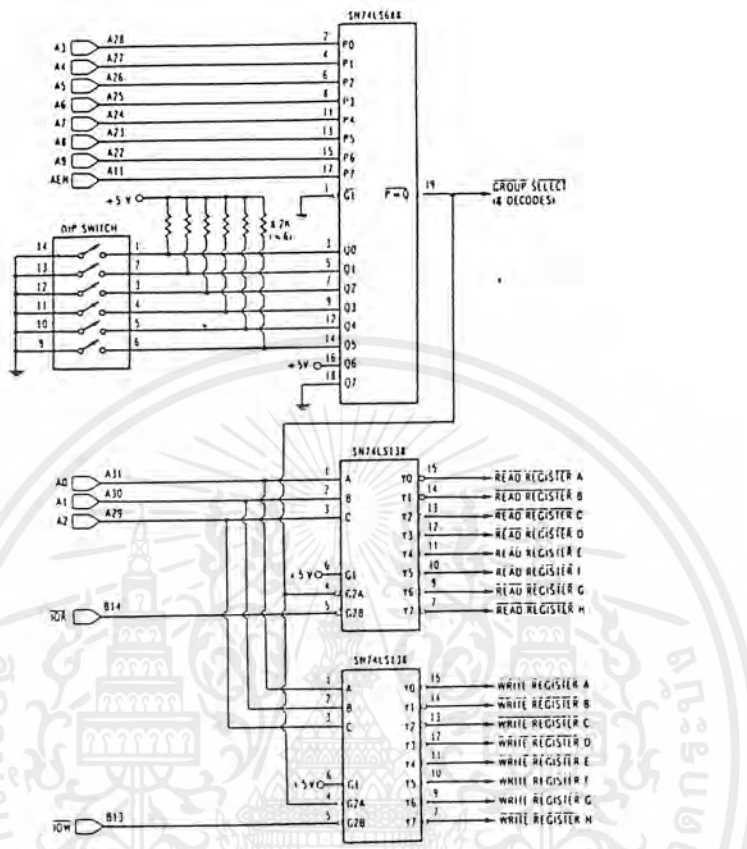 SN74LS688
A3 A28 2 P0
A4 A27 4 P1
A5 A26 6 P2
A6 A25 8 P3
A7 A24 11 P4
A8 A23 13 P5
A9 A22 15 P6
AEN A11 17 P7
1 G1
P=Q 19 GROUP SELECT
(8 DECODES)
+5 V
8.2K
DIP SWITCH
14 1 3 Q0
13 2 5 Q1
12 3 7 Q2
11 4 9 Q3
10 5 12 Q4
9 6 14 Q5
+5V 16 Q6
18 Q7
SN74LS138
A0 A31 1 A Y0 15 READ REGISTER A
A1 A30 2 B Y1 14 READ REGISTER B
A2 A29 3 C Y2 13 READ REGISTER C
Y3 12 READ REGISTER D
Y4 11 READ REGISTER E
+5V 6 G1 Y5 10 READ REGISTER F
4 G2A Y6 9 READ REGISTER G
IOR B14 5 G2B Y7 7 READ REGISTER H
SN74LS138
1 A Y0 15 WRITE REGISTER A
2 B Y1 14 WRITE REGISTER B
3 C Y2 13 WRITE REGISTER C
Y3 12 WRITE REGISTER D
Y4 11 WRITE REGISTER E
+5V 6 G1 Y5 10 WRITE REGISTER F
4 G2A Y6 9 WRITE REGISTER G
IOW B13 5 G2B Y7 7 WRITE REGISTER H